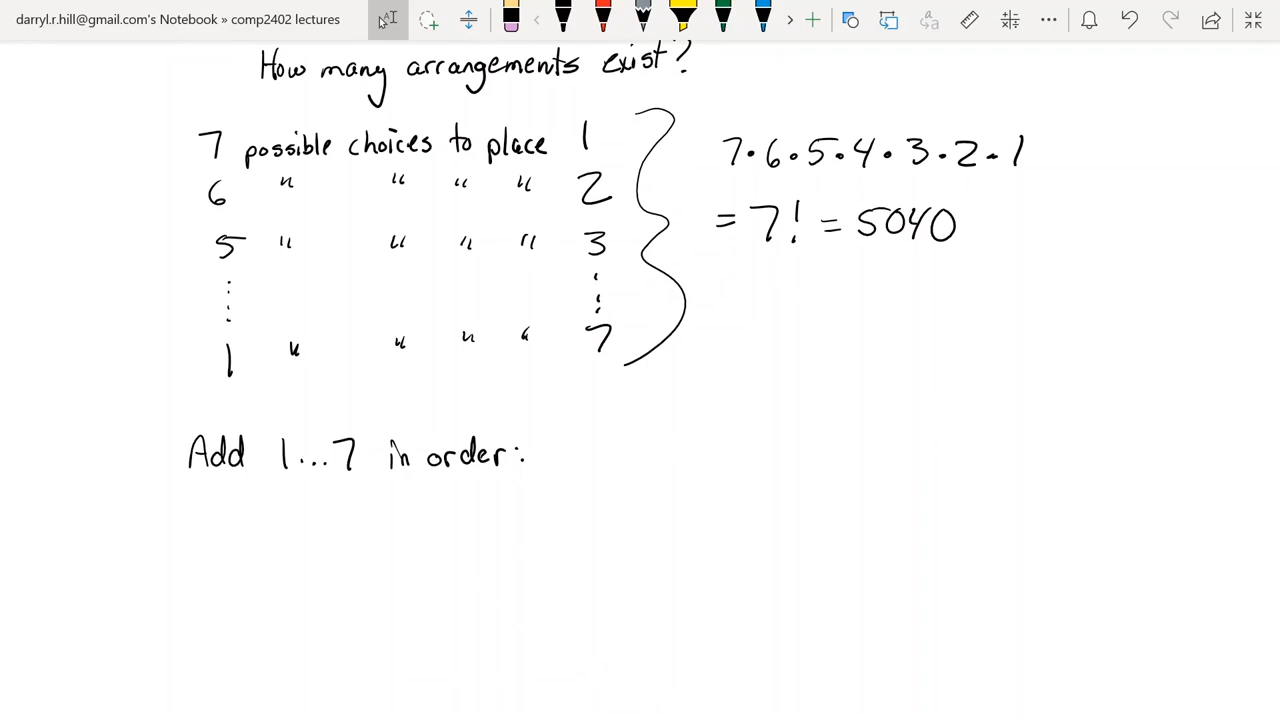 darryl.r.hill@gmail.com's Notebook » comp2402 lectures
How many arrangements exist?
7 possible choices to place 1
6 " " " " 2
5 " " " " 3
⋮ ⋮
1 " " " " 7
7·6·5·4·3·2·1
= 7! = 5040
Add 1...7 in order: